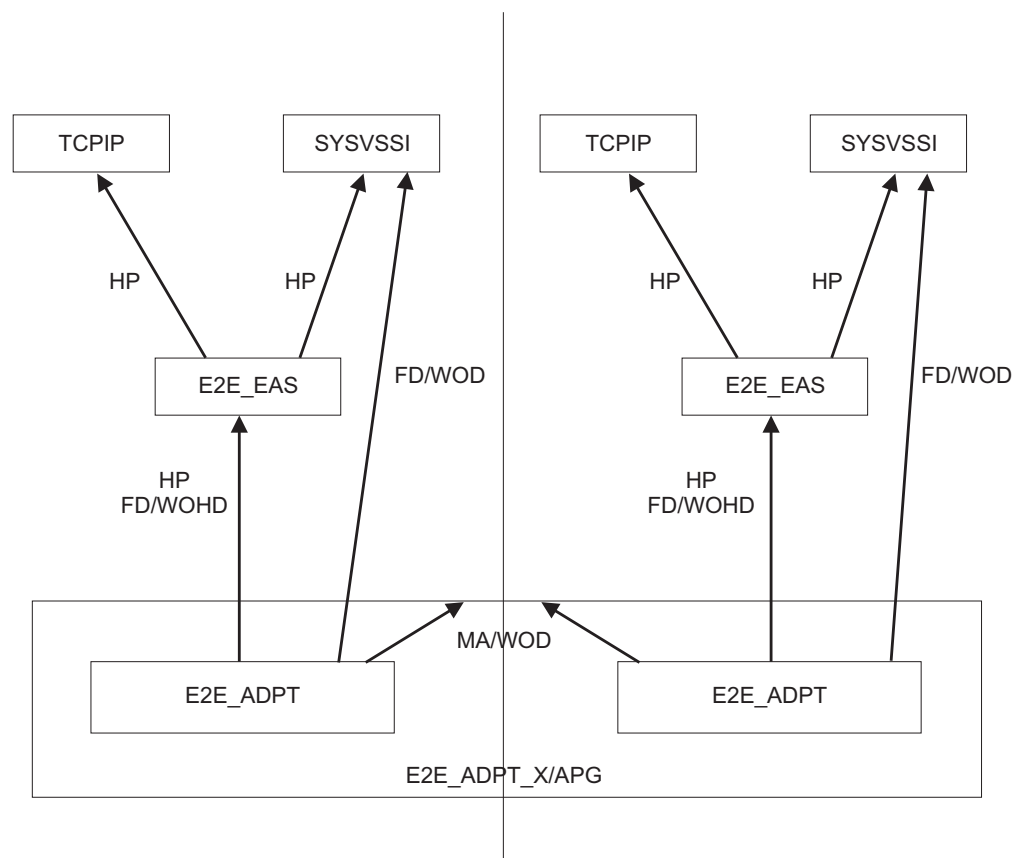 TCPIP
SYSVSSI
TCPIP
SYSVSSI
HP
HP
HP
HP
E2E_EAS
FD/WOD
E2E_EAS
FD/WOD
HP
FD/WOHD
HP
FD/WOHD
MA/WOD
E2E_ADPT
E2E_ADPT
E2E_ADPT_X/APG